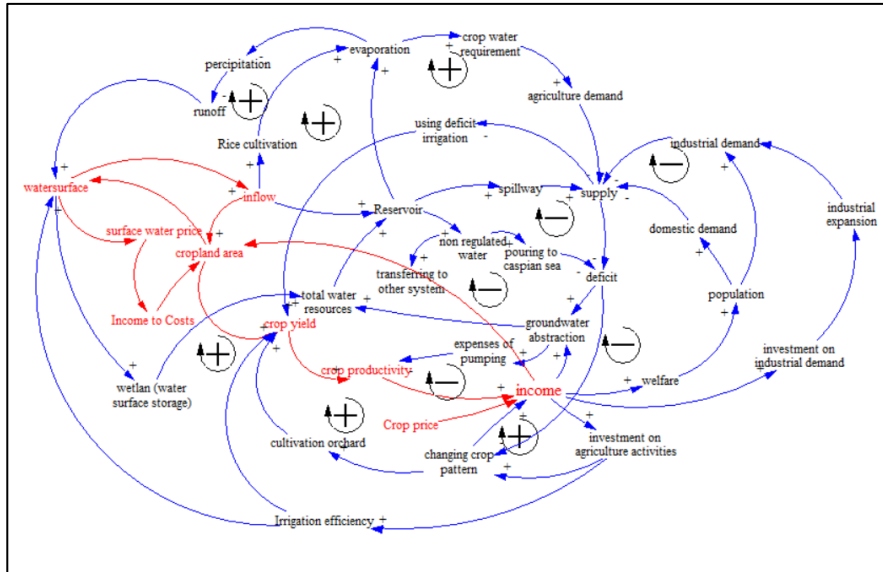 crop water
requirement
evaporation
percipitation
agriculture demand
runoff
Rice cultivation
using deficit
irrigation
industrial demand
watersurface
inflow
Reservoir
spillway
supply
industrial
expansion
surface water price
cropland area
non regulated
water
pouring to
caspian sea
domestic demand
transferring to
other system
deficit
total water
resources
population
Income to Costs
crop yield
groundwater
abstraction
expenses of
pumping
investment on
industrial demand
wetlan (water
surface storage)
crop productivity
income
welfare
Crop price
cultivation orchard
changing crop
pattern
investment on
agriculture activities
Irrigation efficiency